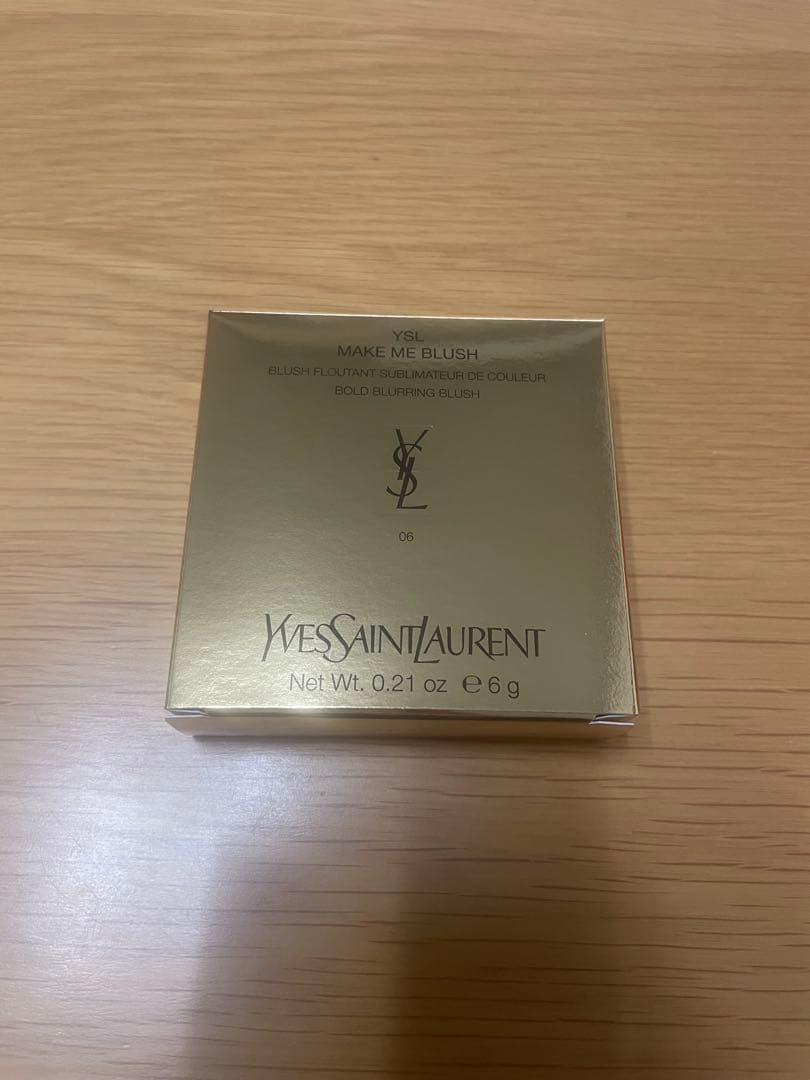 YSL
MAKE ME BLUSH
BLUSH FLOUTANT SUBLIMATEUR DE COULEUR
BOLD BLURRING BLUSH
YSL
06
YVESSAINTLAURENT
Net Wt. 0.21 oz ℮ 6 g